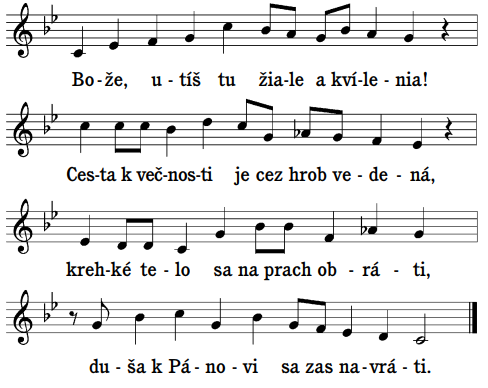 Bo-že, u-tíš tu žia-le a kví-le-nia!
Ces-ta k več-nos-ti je cez hrob ve-de-ná,
kreh-ké te-lo sa na prach ob-rá-ti,
du-ša k Pá-no-vi sa zas na-vrá-ti.